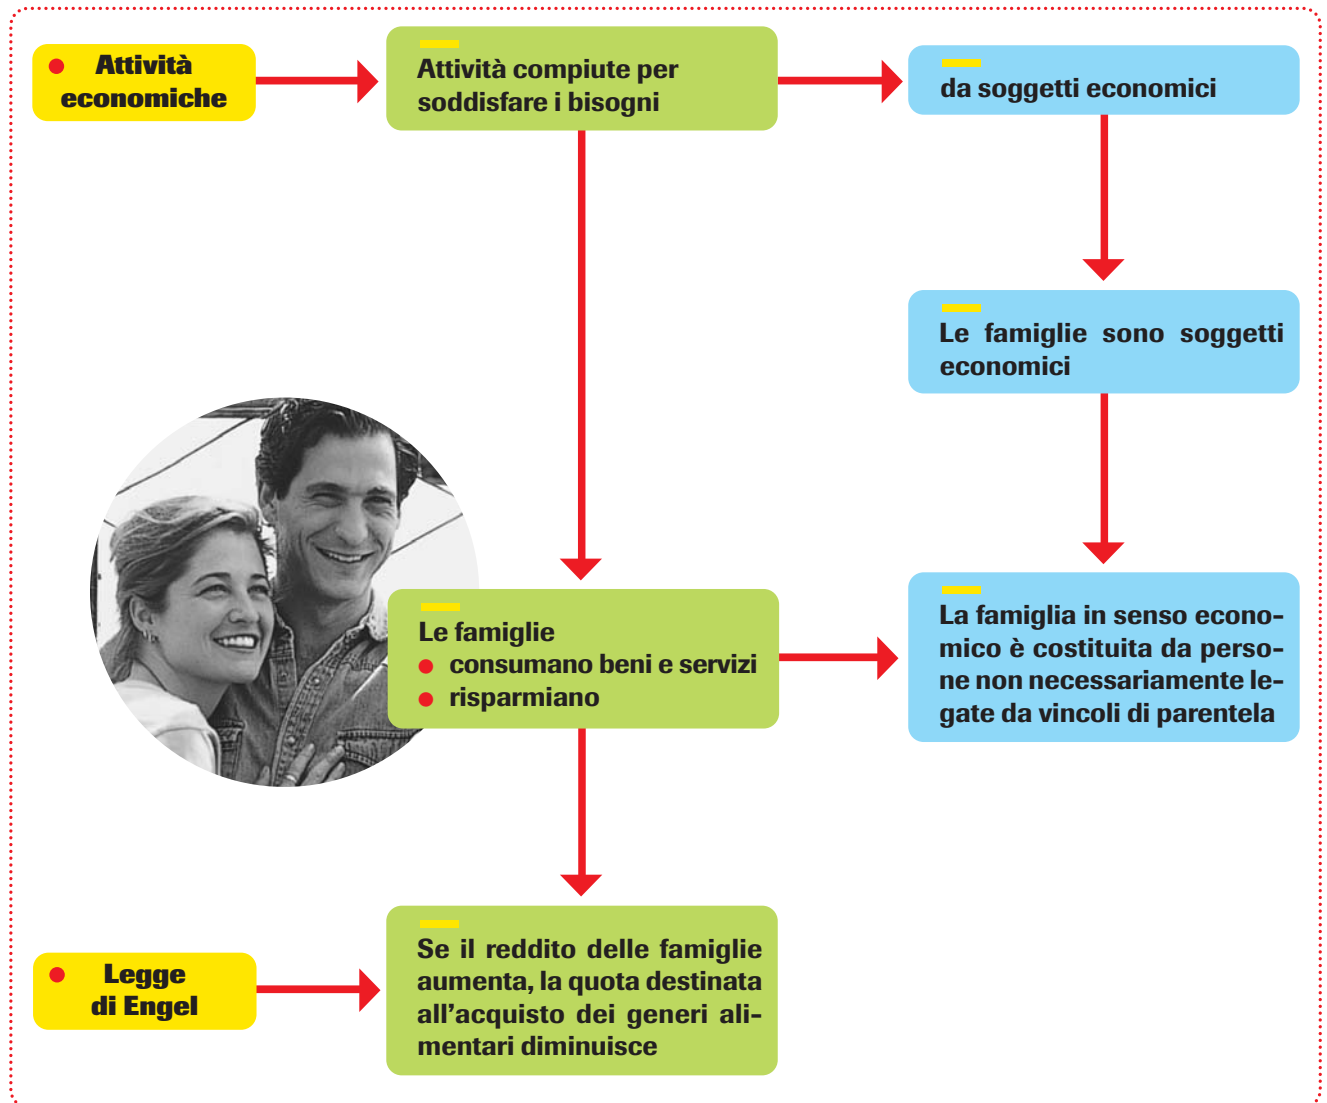 Attività
economiche
Attività compiute per
soddisfare i bisogni
da soggetti economici
Le famiglie sono soggetti
economici
Le famiglie
consumano beni e servizi
risparmiano
La famiglia in senso econo-
mico è costituita da perso-
ne non necessariamente le-
gate da vincoli di parentela
Legge
di Engel
Se il reddito delle famiglie
aumenta, la quota destinata
all’acquisto dei generi ali-
mentari diminuisce